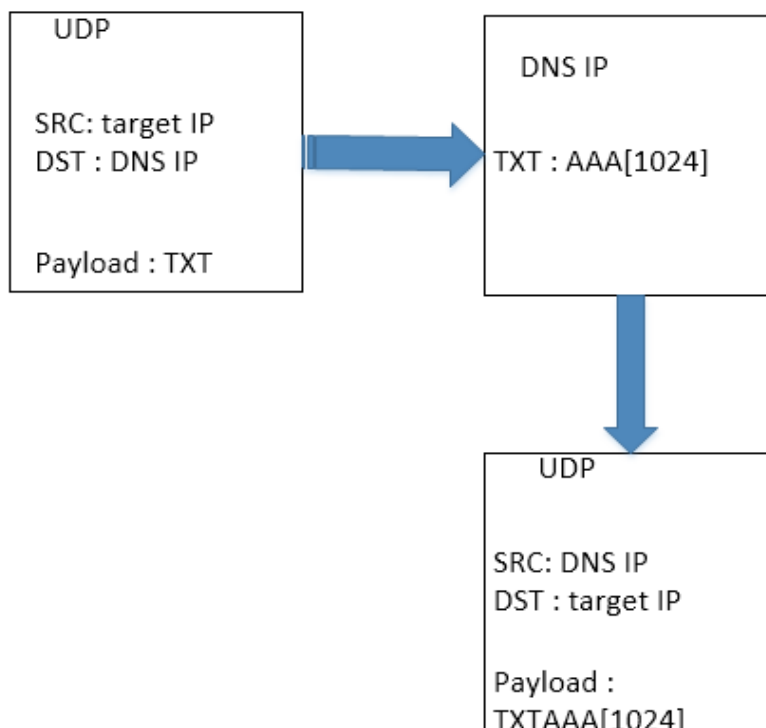 UDP
SRC: target IP
DST : DNS IP
Payload : TXT
DNS IP
TXT : AAA[1024]
UDP
SRC: DNS IP
DST : target IP
Payload :
TXTAAA[1024]